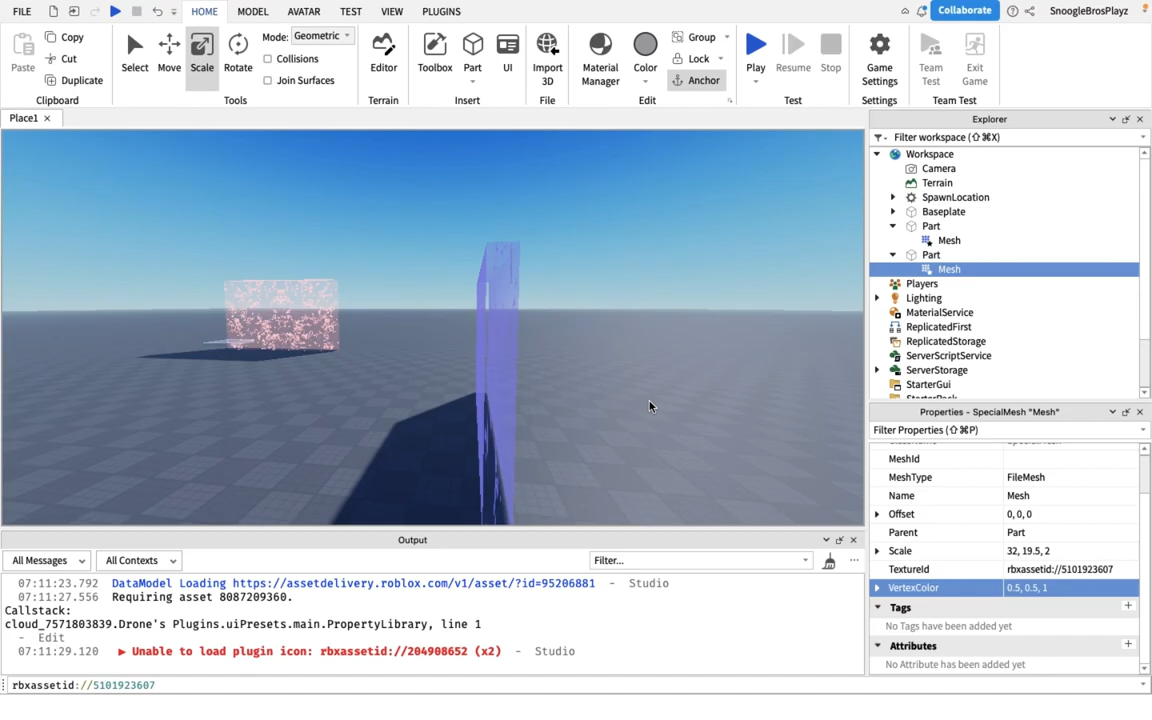 FILE HOME MODEL AVATAR TEST VIEW PLUGINS Collaborate SnoogleBrosPlayz
Paste Copy Cut Duplicate
Select Move Scale Rotate Mode: Geometric Collisions Join Surfaces
Editor Toolbox Part UI Import 3D Material Manager Color Group Lock Anchor
Play Resume Stop Game Settings Team Test Exit Game
Clipboard Tools Terrain Insert File Edit Test Settings Team Test
Place1
Explorer
Filter workspace (⇧⌘X)
Workspace
Camera
Terrain
SpawnLocation
Baseplate
Part
Mesh
Part
Mesh
Players
Lighting
MaterialService
ReplicatedFirst
ReplicatedStorage
ServerScriptService
ServerStorage
StarterGui
Properties - SpecialMesh "Mesh"
Filter Properties (⇧⌘P)
MeshId
MeshType FileMesh
Name Mesh
Offset 0, 0, 0
Parent Part
Scale 32, 19.5, 2
TextureId rbxassetid://5101923607
VertexColor 0.5, 0.5, 1
Tags
No Tags have been added yet
Attributes
No Attribute has been added yet
Output
All Messages All Contexts Filter...
07:11:23.792 DataModel Loading https://assetdelivery.roblox.com/v1/asset/?id=95206881 - Studio
07:11:27.556 Requiring asset 8087209360.
Callstack:
cloud_7571803839.Drone's Plugins.uiPresets.main.PropertyLibrary, line 1
- Edit
07:11:29.120 ▶ Unable to load plugin icon: rbxassetid://204908652 (x2) - Studio
rbxassetid://5101923607